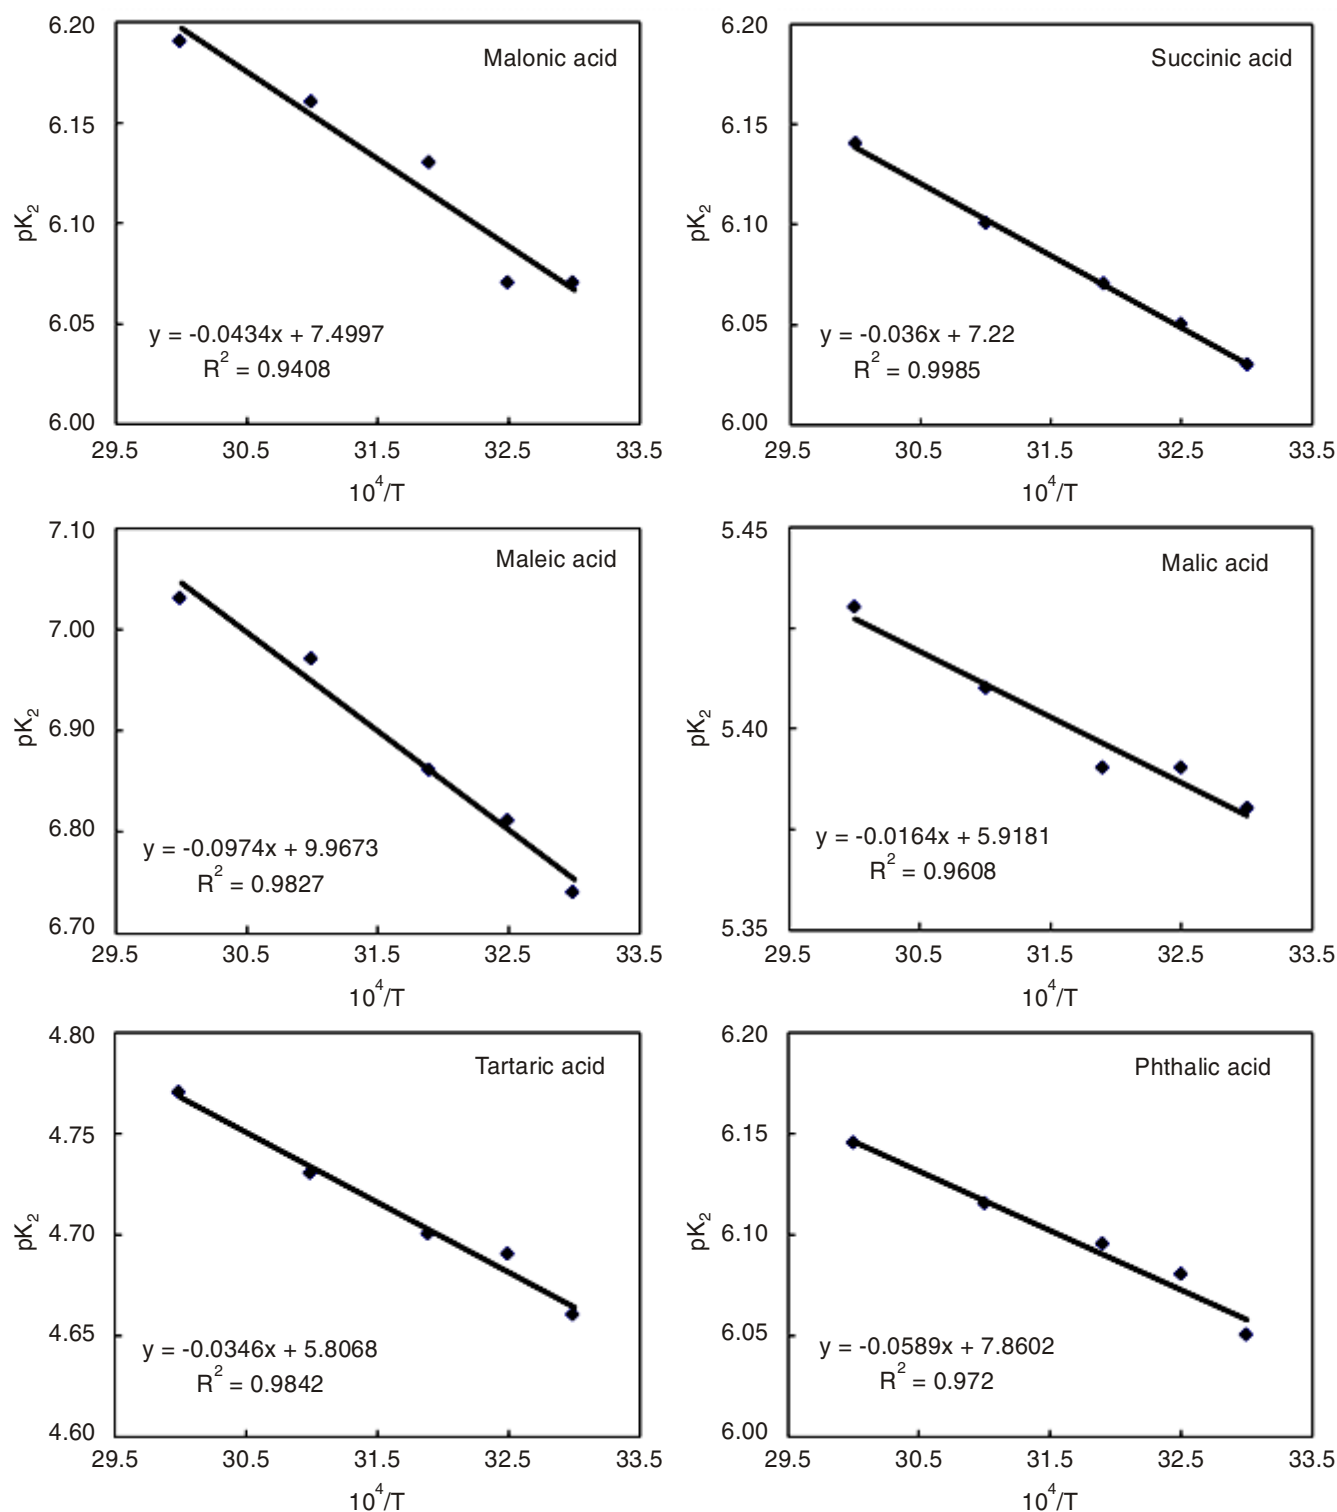 Malonic acid
6.20
6.15
6.10
6.05
6.00
pK₂
y = -0.0434x + 7.4997
R² = 0.9408
29.5 30.5 31.5 32.5 33.5
10⁴/T
Succinic acid
6.20
6.15
6.10
6.05
6.00
pK₂
y = -0.036x + 7.22
R² = 0.9985
29.5 30.5 31.5 32.5 33.5
10⁴/T
Maleic acid
7.10
7.00
6.90
6.80
6.70
pK₂
y = -0.0974x + 9.9673
R² = 0.9827
29.5 30.5 31.5 32.5 33.5
10⁴/T
Malic acid
5.45
5.40
5.35
pK₂
y = -0.0164x + 5.9181
R² = 0.9608
29.5 30.5 31.5 32.5 33.5
10⁴/T
Tartaric acid
4.80
4.75
4.70
4.65
4.60
pK₂
y = -0.0346x + 5.8068
R² = 0.9842
29.5 30.5 31.5 32.5 33.5
10⁴/T
Phthalic acid
6.20
6.15
6.10
6.05
6.00
pK₂
y = -0.0589x + 7.8602
R² = 0.972
29.5 30.5 31.5 32.5 33.5
10⁴/T